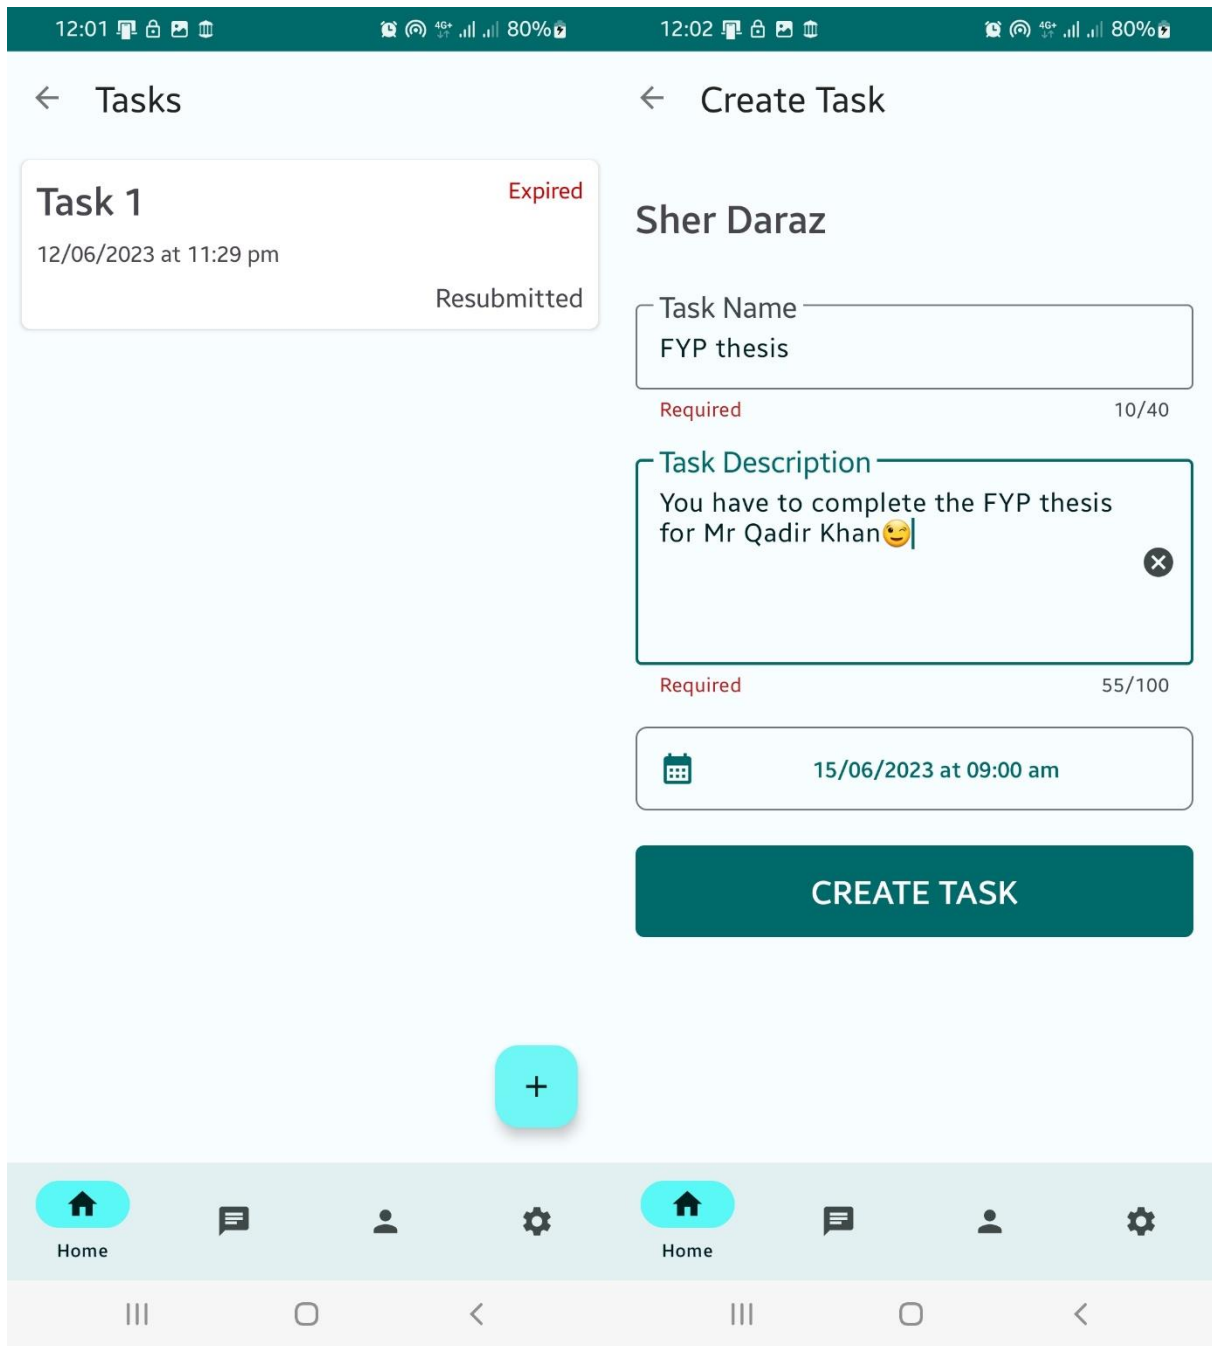 12:01
4G+
80%
Tasks
Task 1
Expired
12/06/2023 at 11:29 pm
Resubmitted
+
Home
12:02
4G+
80%
Create Task
Sher Daraz
Task Name
FYP thesis
Required
10/40
Task Description
You have to complete the FYP thesis
for Mr Qadir Khan😉
Required
55/100
15/06/2023 at 09:00 am
CREATE TASK
Home